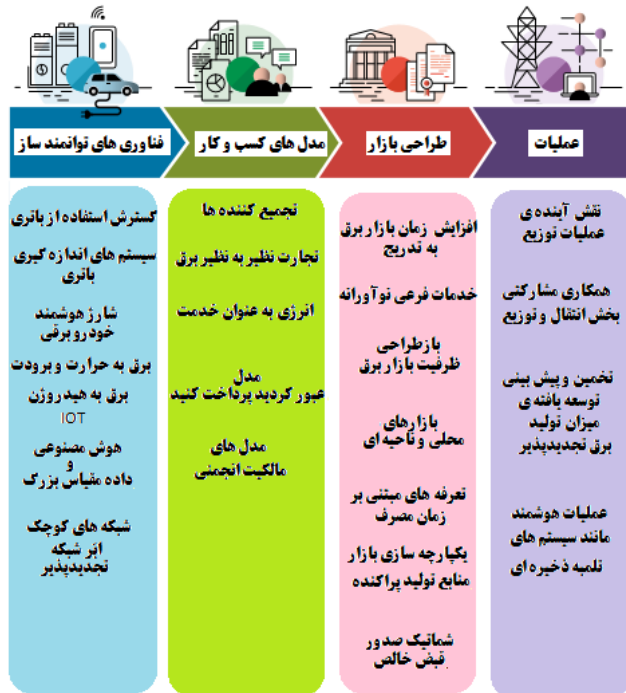 فناوری های توانمند ساز
گسترش استفاده از باتری
سیستم های اندازه گیری
باتری
شارژ هوشمند
خودرو برقی
برق به حرارت و برودت
برق به هیدروژن
IOT
هوش مصنوعی
و
داده مقیاس بزرگ
شبکه های کوچک
ابَر شبکه
تجدیدپذیر
مدل های کسب و کار
تجمیع کننده ها
تجارت نظیر به نظیر برق
انرژی به عنوان خدمت
مدل
عبور کردید پرداخت کنید
مدل های
مالکیت انجمنی
طراحی بازار
افزایش زمان بازار برق
به تدریج
خدمات فرعی نوآورانه
بازطراحی
ظرفیت بازار برق
بازارهای
محلی و ناحیه ای
تعرفه های مبتنی بر
زمان مصرف
یکپارچه سازی بازار
منابع تولید پراکنده
شماتیک صدور
قبض خالص
عملیات
نقش آینده ی
عملیات توزیع
همکاری مشارکتی
بخش انتقال و توزیع
تخمین و پیش بینی
توسعه یافته ی
میزان تولید
برق تجدیدپذیر
عملیات هوشمند
مانند سیستم های
تلمبه ذخیره ای